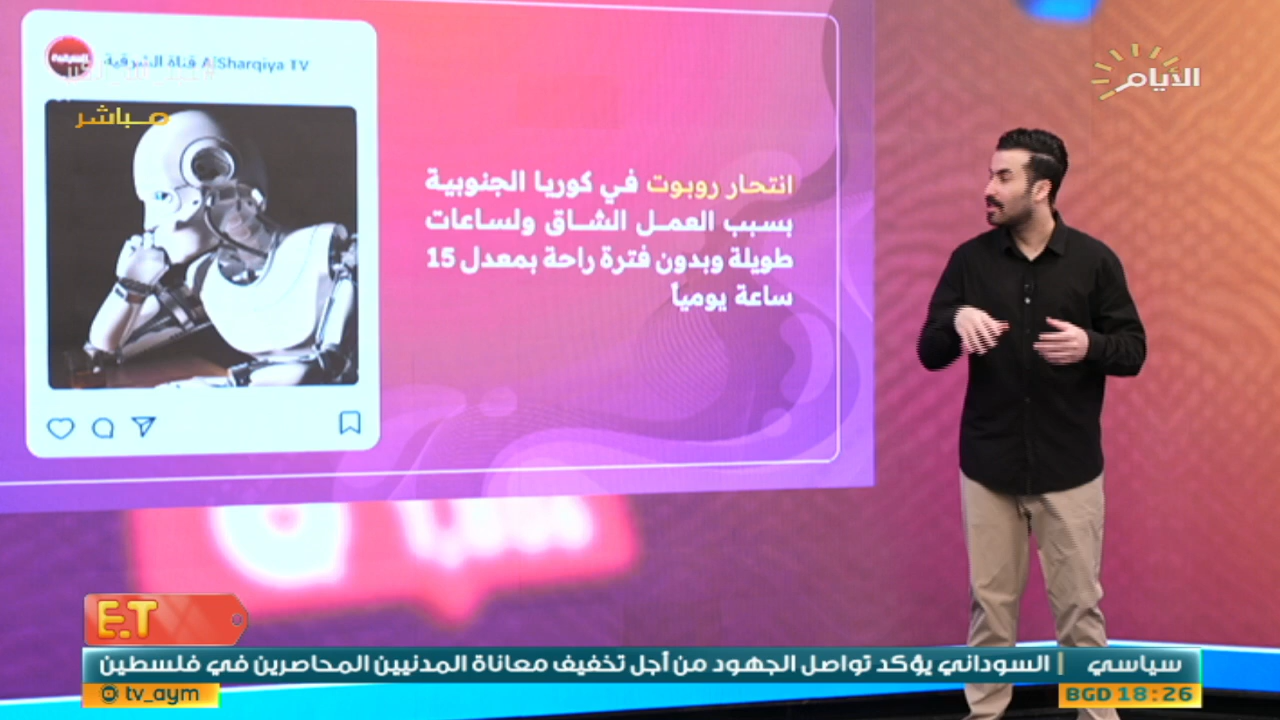 قناة الشرقية AlSharqiya TV
مباشر
الأيام
انتحار روبوت في كوريا الجنوبية
بسبب العمل الشاق ولساعات
طويلة وبدون فترة راحة بمعدل 15
ساعة يومياً
E.T
سياسي | السوداني يؤكد تواصل الجهود من أجل تخفيف معاناة المدنيين المحاصرين في فلسطين
tv_aym
BGD 18:26